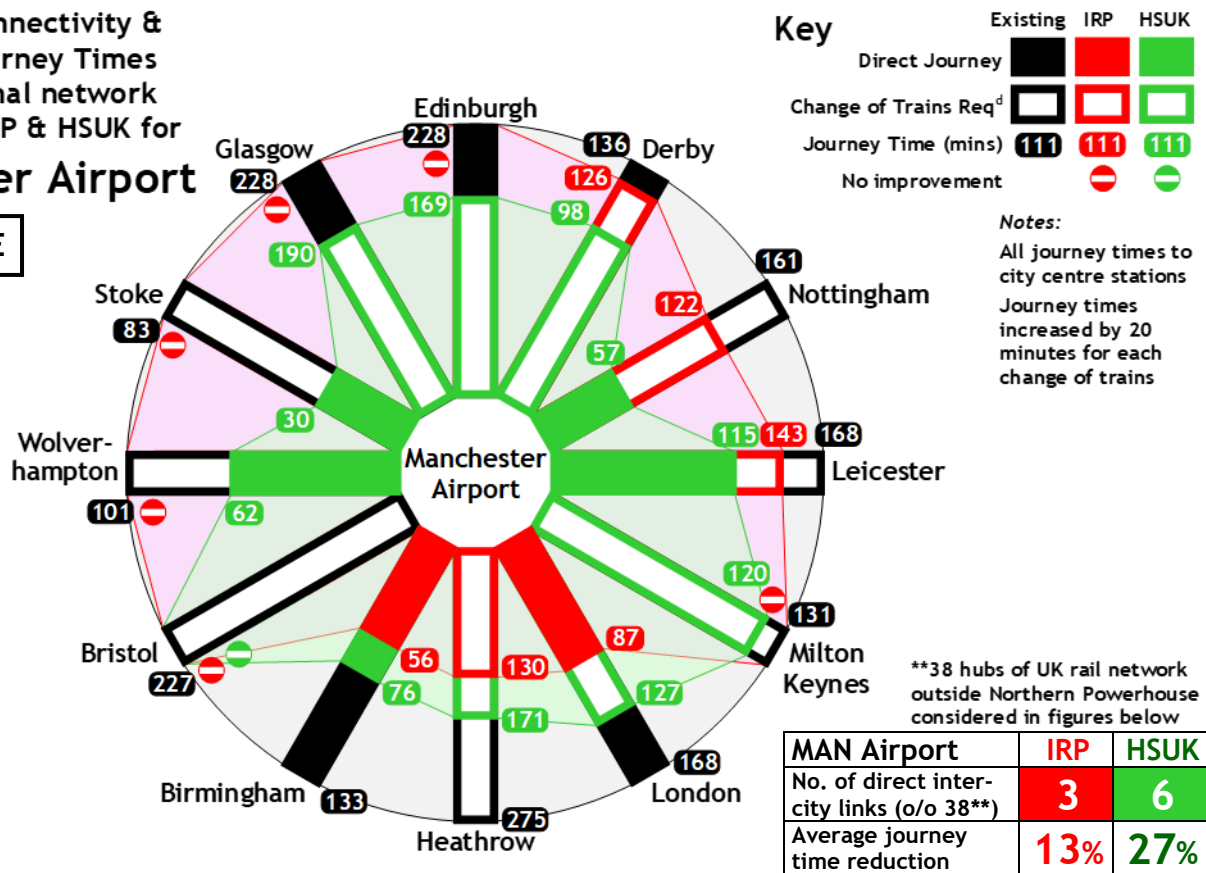 nnectivity &
rney Times
nal network
P & HSUK for
er Airport
E
Key
Existing IRP HSUK
Direct Journey
Change of Trains Reqd
Journey Time (mins) 111 111 111
No improvement
Notes:
All journey times to
city centre stations
Journey times
increased by 20
minutes for each
change of trains
Edinburgh
228
169
Derby
136
126
98
Nottingham
161
122
57
Leicester
115 143 168
Milton
Keynes
120
131
London
87
127
168
Heathrow
130
171
275
Birmingham
56
76
133
Bristol
227
Wolver-
hampton
101
62
Stoke
83
30
Glasgow
228
190
Manchester
Airport
**38 hubs of UK rail network
outside Northern Powerhouse
considered in figures below
MAN Airport IRP HSUK
No. of direct inter-
city links (o/o 38**) 3 6
Average journey
time reduction 13% 27%